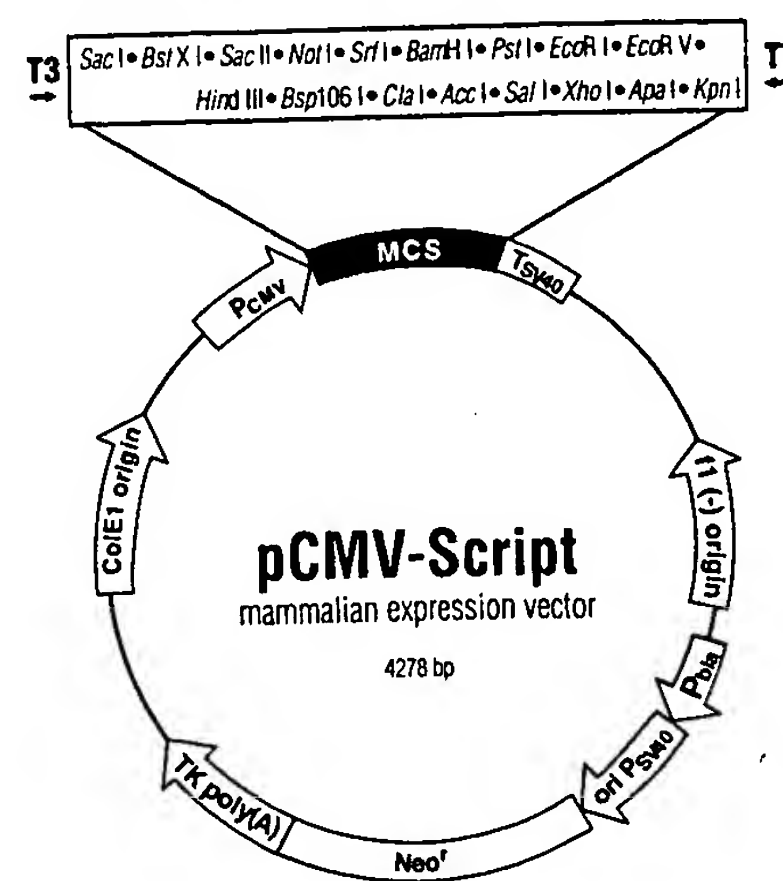 T3
Sac I• Bst X I• Sac II• Not I• Srf I• BamH I• Pst I• EcoR I• EcoR V•
T
Hind III• Bsp106 I• Cla I• Acc I• Sal I• Xho I• Apa I• Kpn I
MCS
PCMV
TSV40
ColE1 origin
f1 (-) origin
pCMV-Script
mammalian expression vector
4278 bp
Pbla
ori PSV40
TK poly(A)
Neoʳ